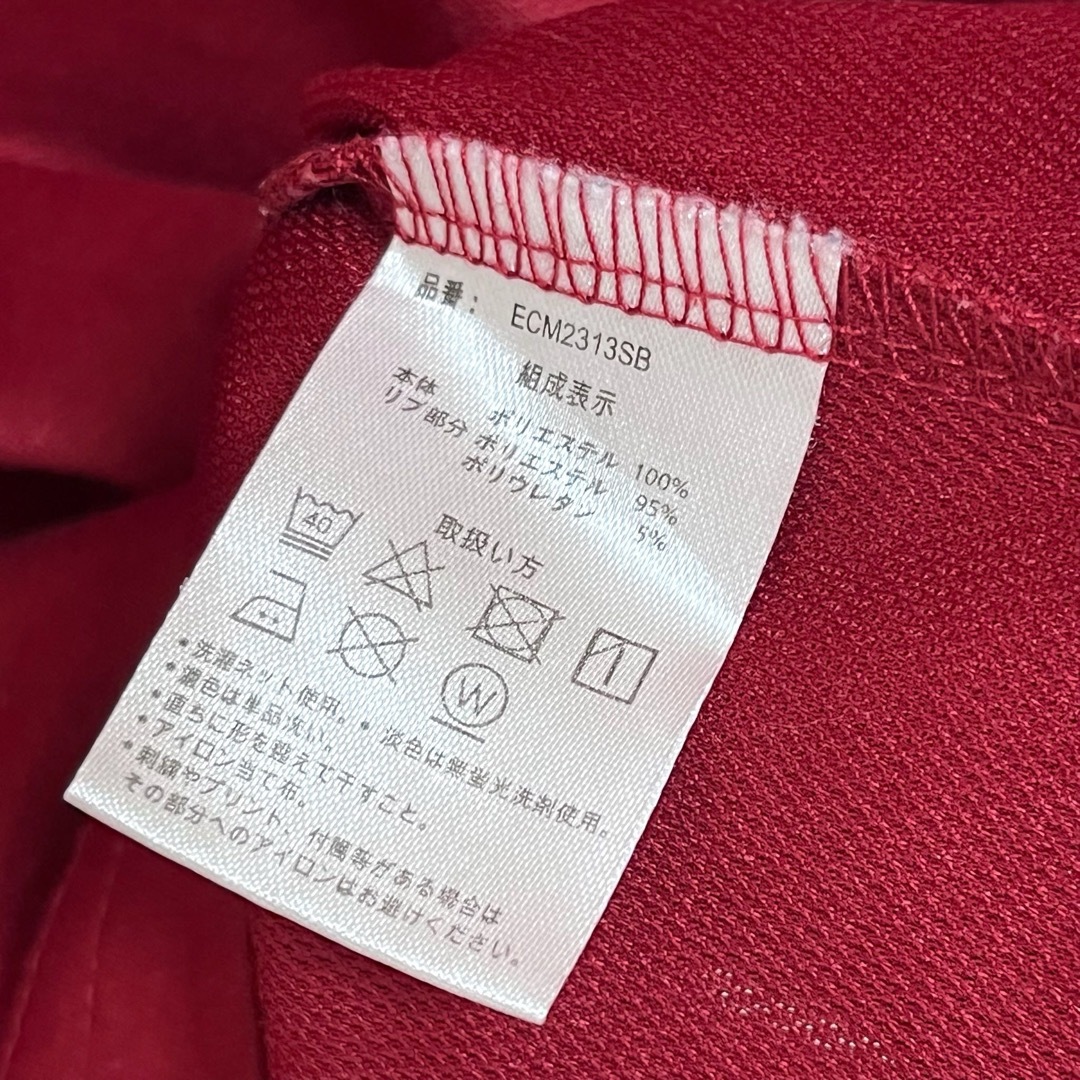 品番： ECM2313SB
組成表示
本体 ポリエステル 100%
リブ部分 ポリエステル 95%
ポリウレタン 5%
取扱い方
40
W
・洗濯ネット使用。・淡色は無蛍光洗剤使用。
・濃色は単品洗い。
・直ちに形を整えて干すこと。
・アイロン当て布。
・刺繍やプリント、付属等がある場合は
その部分へのアイロンはお避けください。